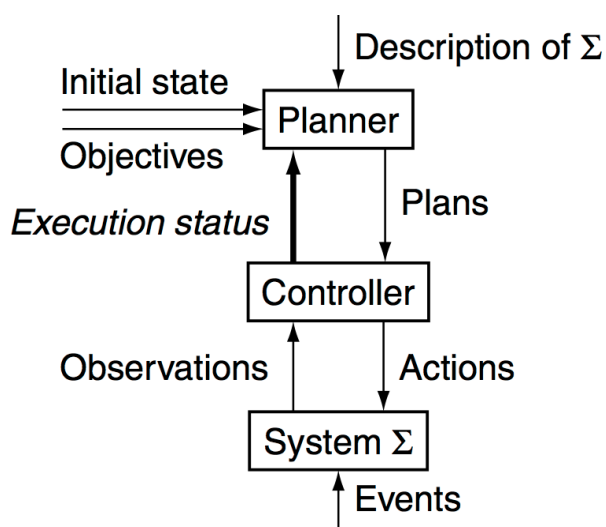 Description of Σ
Initial state
Planner
Objectives
Plans
Execution status
Controller
Observations
Actions
System Σ
Events